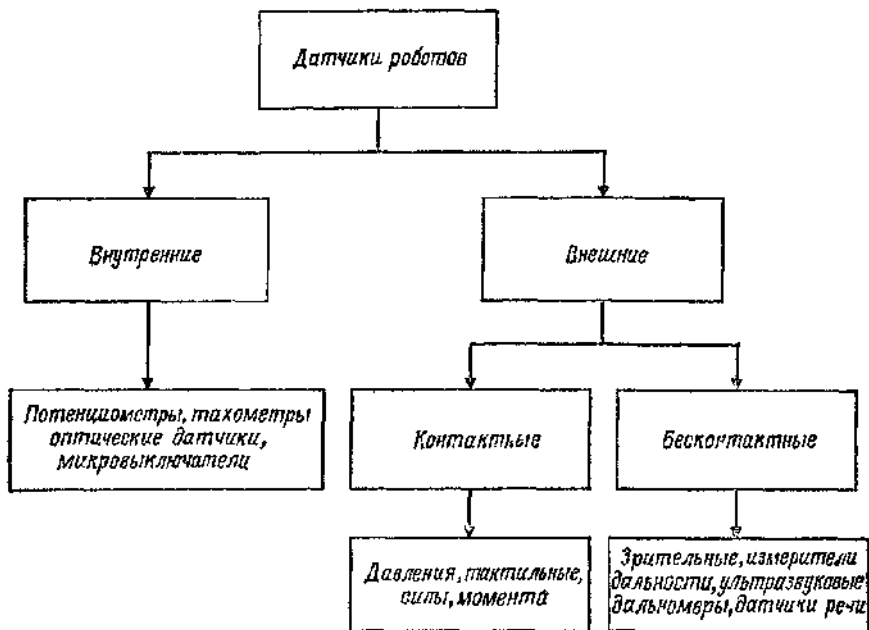 Датчики роботов
Внутренние
Внешние
Потенциометры, тахометры
оптические датчики,
микровыключатели
Контактные
Бесконтактные
Давления, тактильные,
силы, момента
Зрительные, измерители
дальности, ультразвуковые
дальномеры, датчики речи